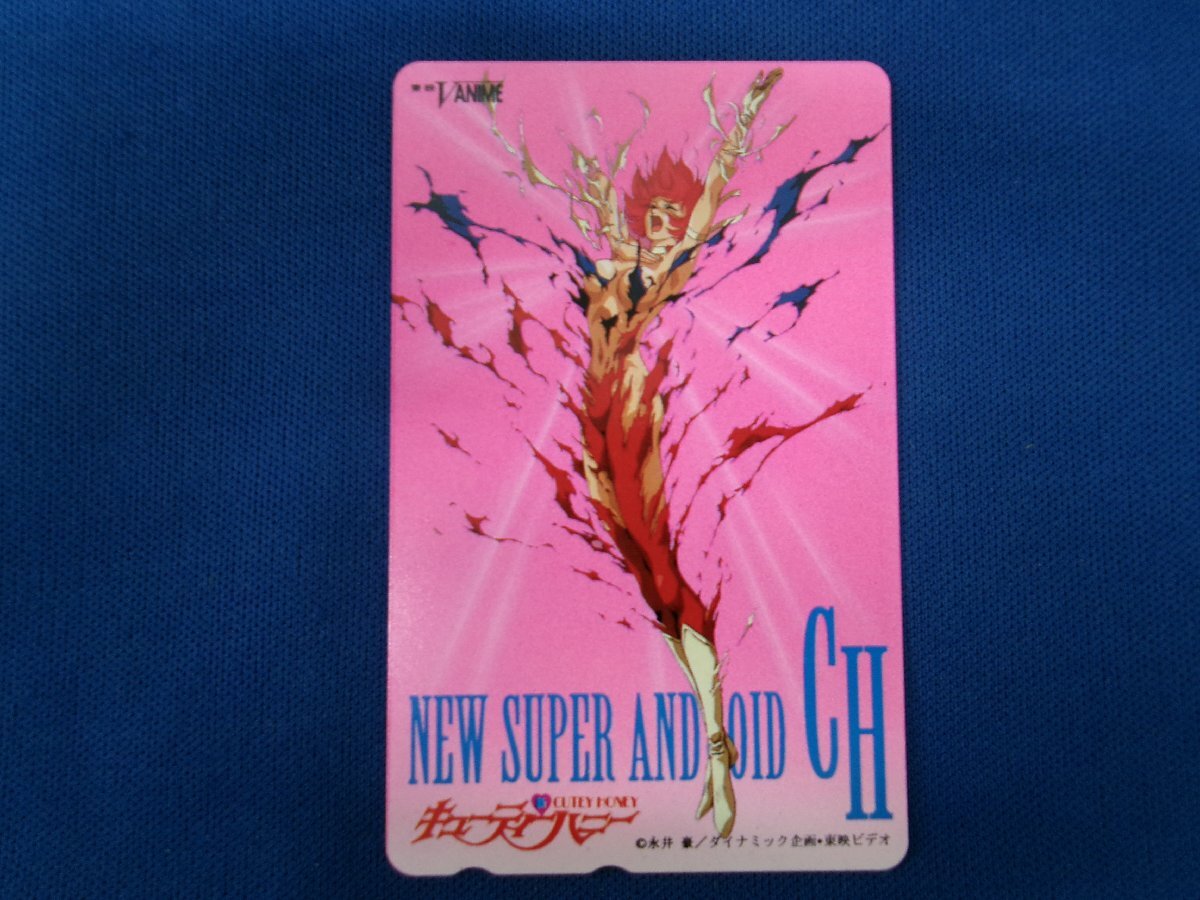 東映 V ANIME
NEW SUPER ANDROID CH
CUTEY HONEY
キューティーハニー
©永井 豪／ダイナミック企画・東映ビデオ